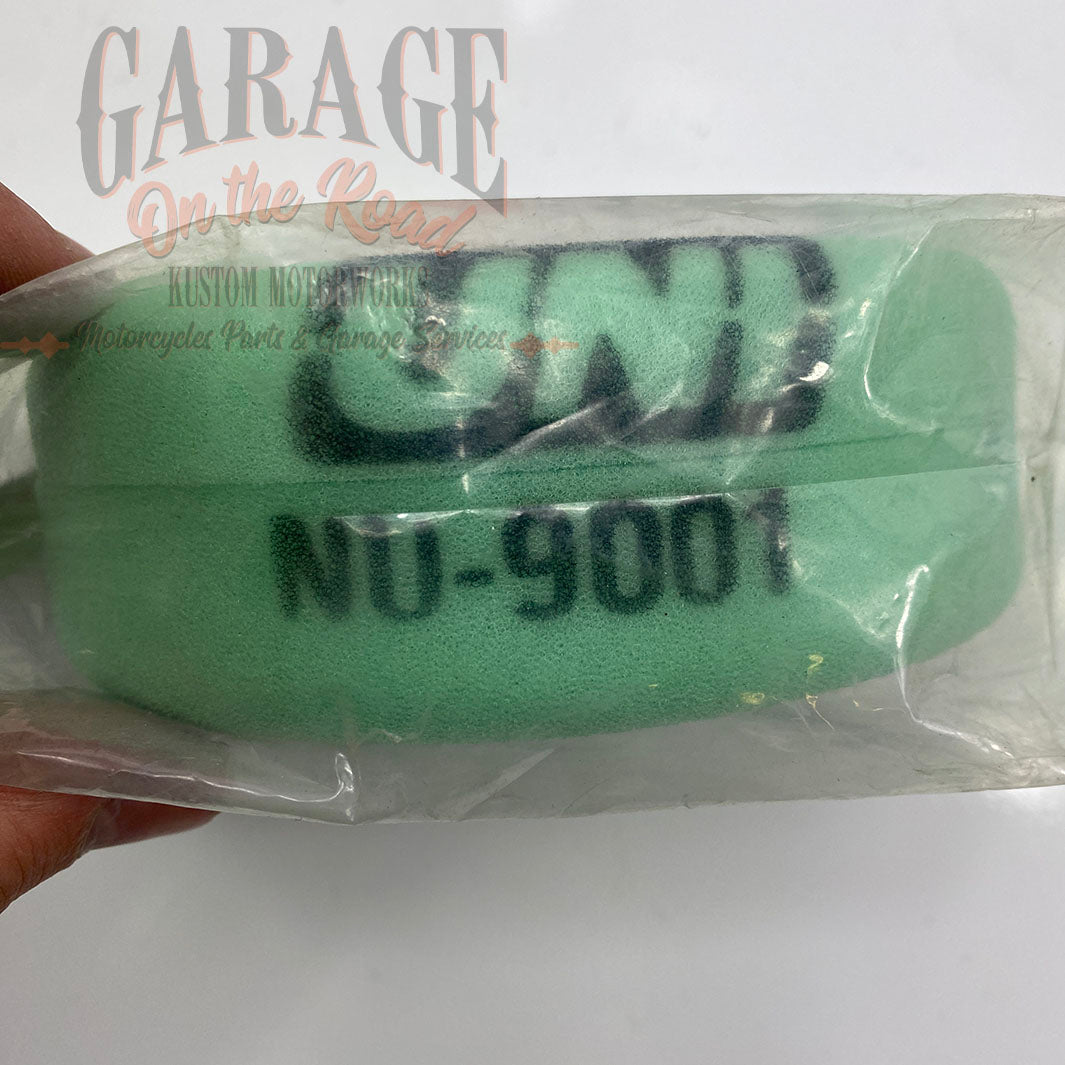 GARAGE
On the Road
KUSTOM MOTORWORKS
Motorcycles Parts & Garage Services
UNI
NU-9001